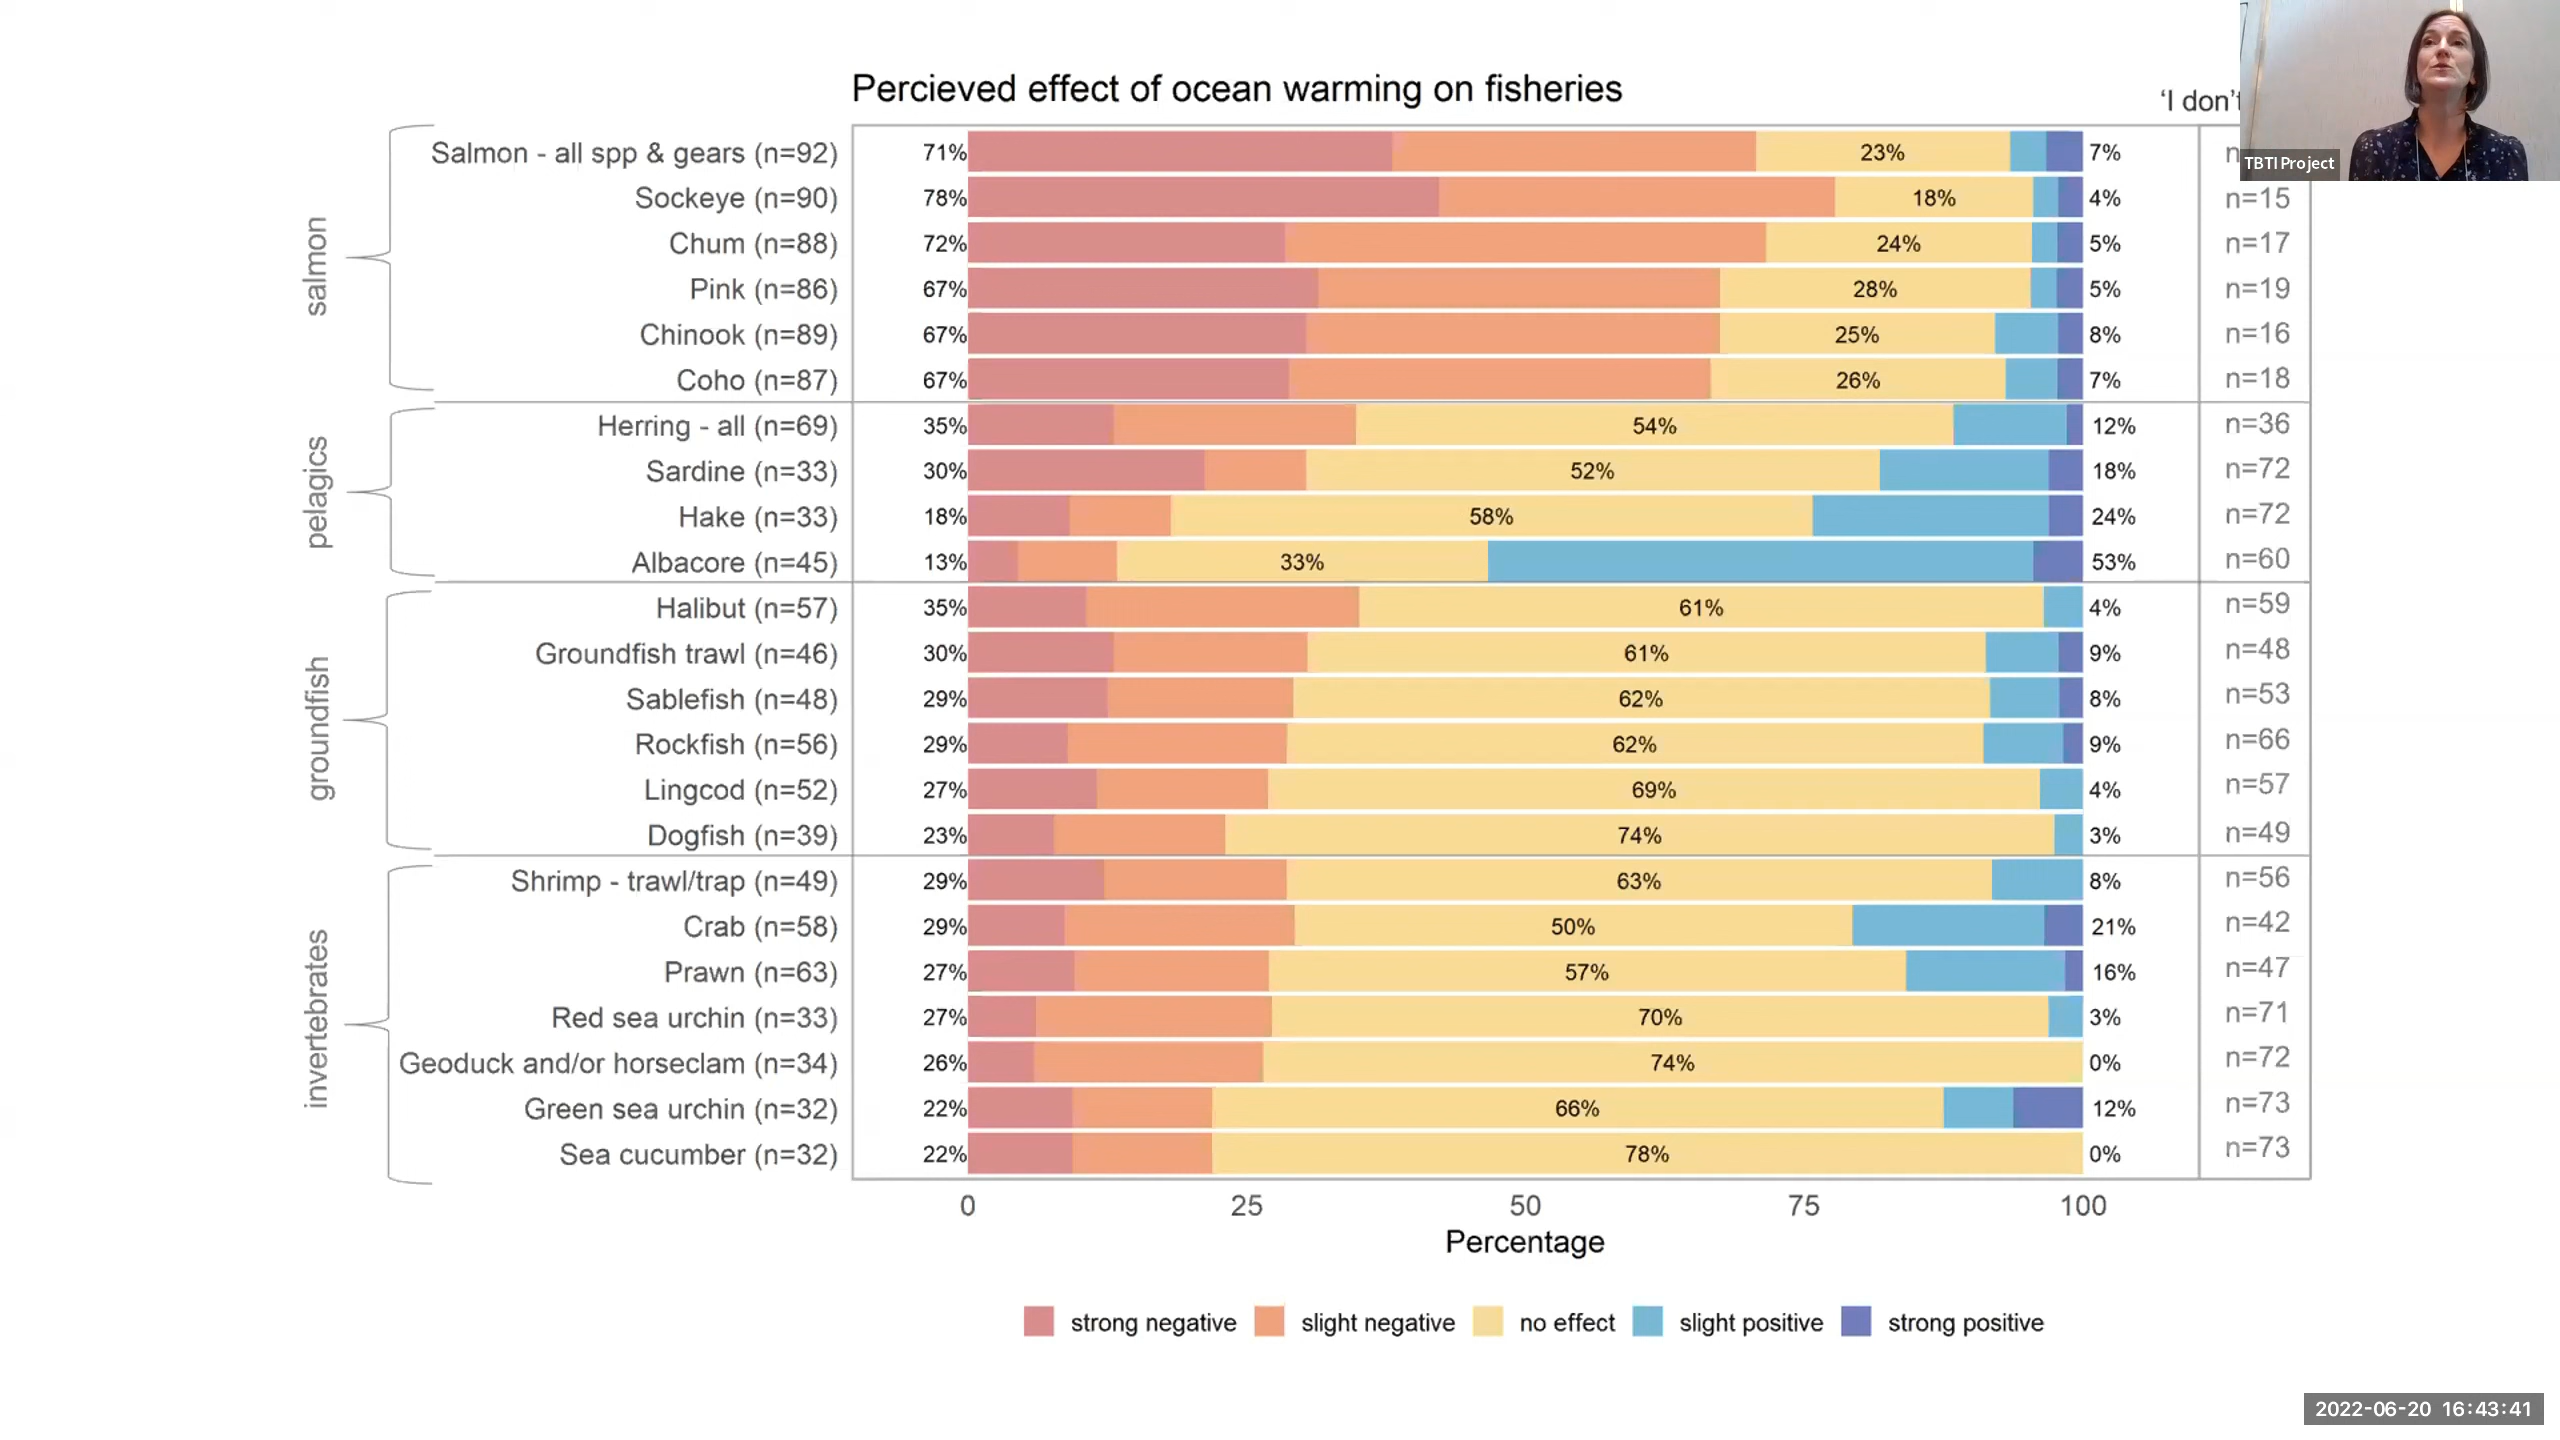 Percieved effect of ocean warming on fisheries
'I don't
TBTI Project
salmon
Salmon - all spp & gears (n=92) 71% 23% 7%
Sockeye (n=90) 78% 18% 4% n=15
Chum (n=88) 72% 24% 5% n=17
Pink (n=86) 67% 28% 5% n=19
Chinook (n=89) 67% 25% 8% n=16
Coho (n=87) 67% 26% 7% n=18
pelagics
Herring - all (n=69) 35% 54% 12% n=36
Sardine (n=33) 30% 52% 18% n=72
Hake (n=33) 18% 58% 24% n=72
Albacore (n=45) 13% 33% 53% n=60
groundfish
Halibut (n=57) 35% 61% 4% n=59
Groundfish trawl (n=46) 30% 61% 9% n=48
Sablefish (n=48) 29% 62% 8% n=53
Rockfish (n=56) 29% 62% 9% n=66
Lingcod (n=52) 27% 69% 4% n=57
Dogfish (n=39) 23% 74% 3% n=49
invertebrates
Shrimp - trawl/trap (n=49) 29% 63% 8% n=56
Crab (n=58) 29% 50% 21% n=42
Prawn (n=63) 27% 57% 16% n=47
Red sea urchin (n=33) 27% 70% 3% n=71
Geoduck and/or horseclam (n=34) 26% 74% 0% n=72
Green sea urchin (n=32) 22% 66% 12% n=73
Sea cucumber (n=32) 22% 78% 0% n=73
0 25 50 75 100
Percentage
strong negative slight negative no effect slight positive strong positive
2022-06-20 16:43:41